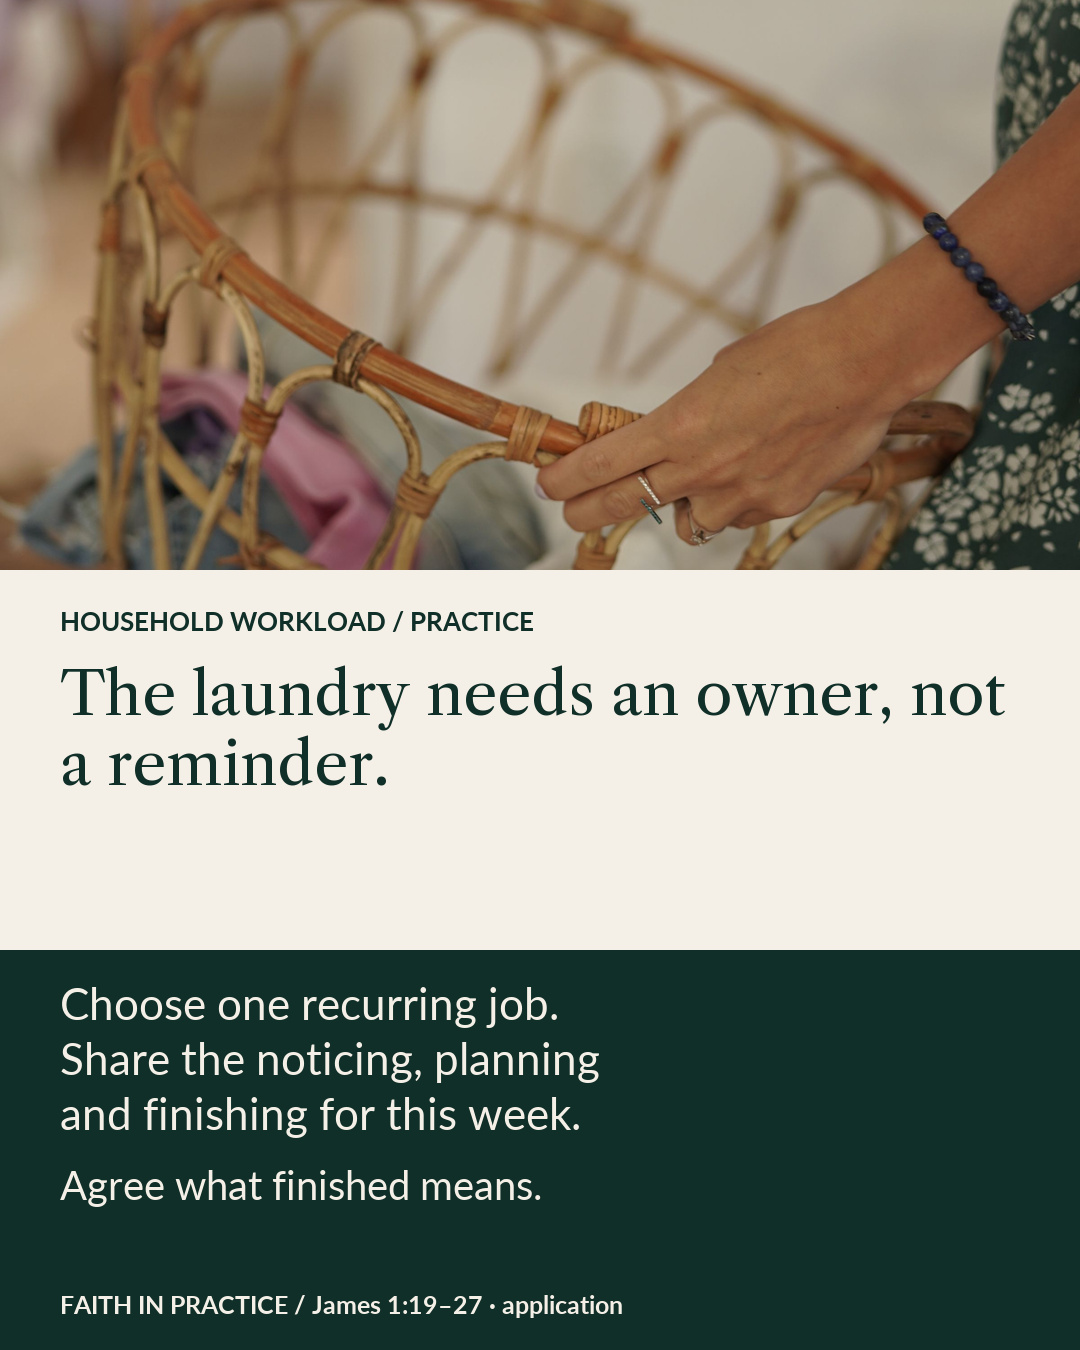 HOUSEHOLD WORKLOAD / PRACTICE
The laundry needs an owner, not
a reminder.
Choose one recurring job.
Share the noticing, planning
and finishing for this week.
Agree what finished means.
FAITH IN PRACTICE / James 1:19–27 · application